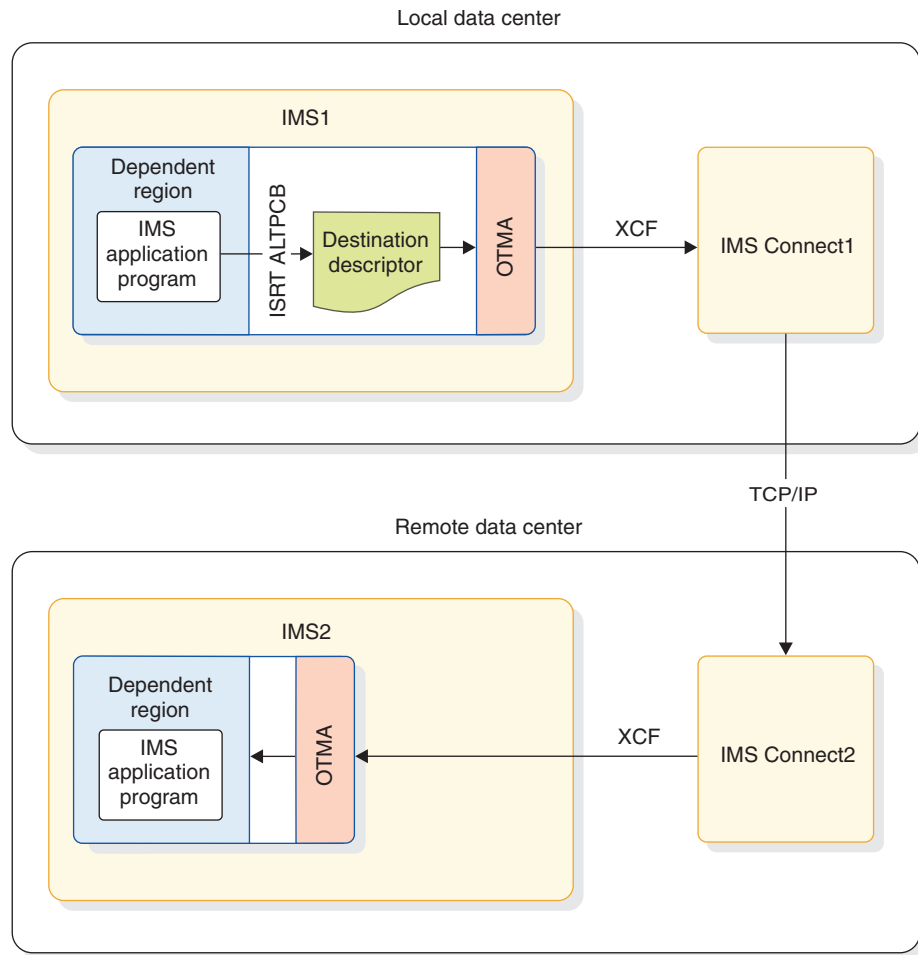 Local data center
IMS1
Dependent
region
IMS
application
program
ISRT ALTPCB
Destination
descriptor
OTMA
XCF
IMS Connect1
TCP/IP
Remote data center
IMS2
Dependent
region
IMS
application
program
OTMA
XCF
IMS Connect2